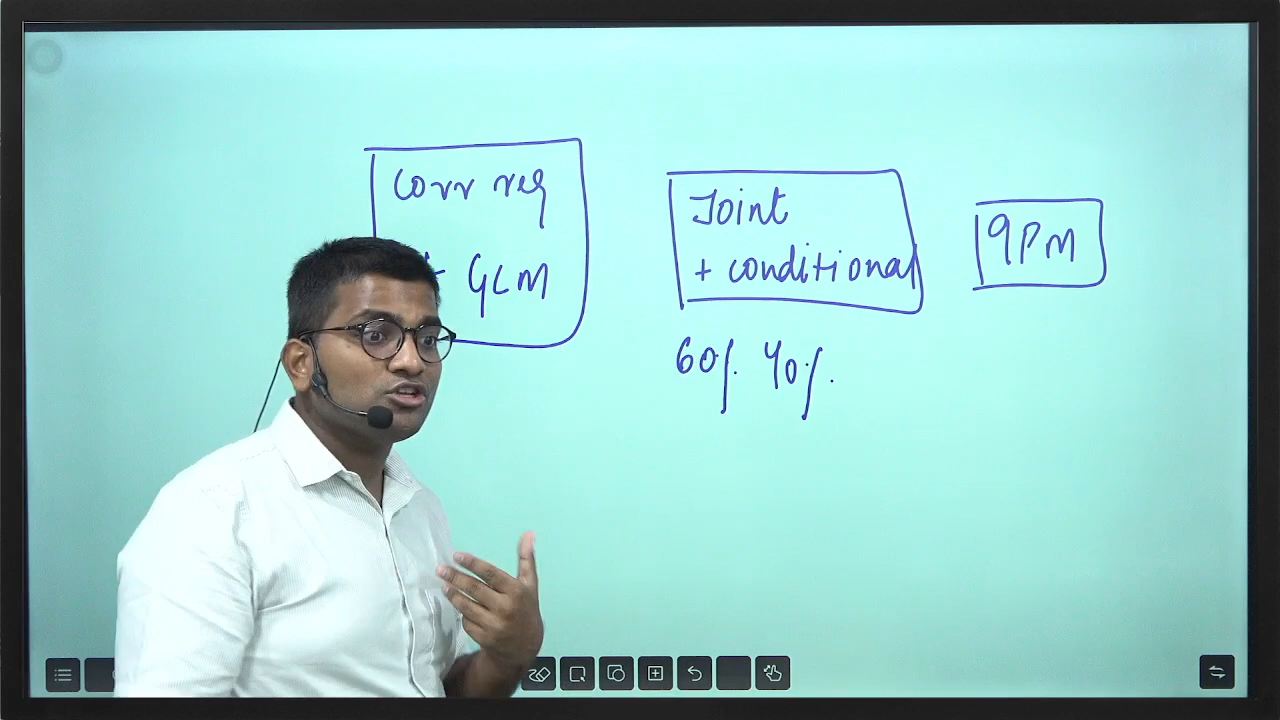 Corr reg
+ GLM
Joint
+ conditional
9PM
60% 40%